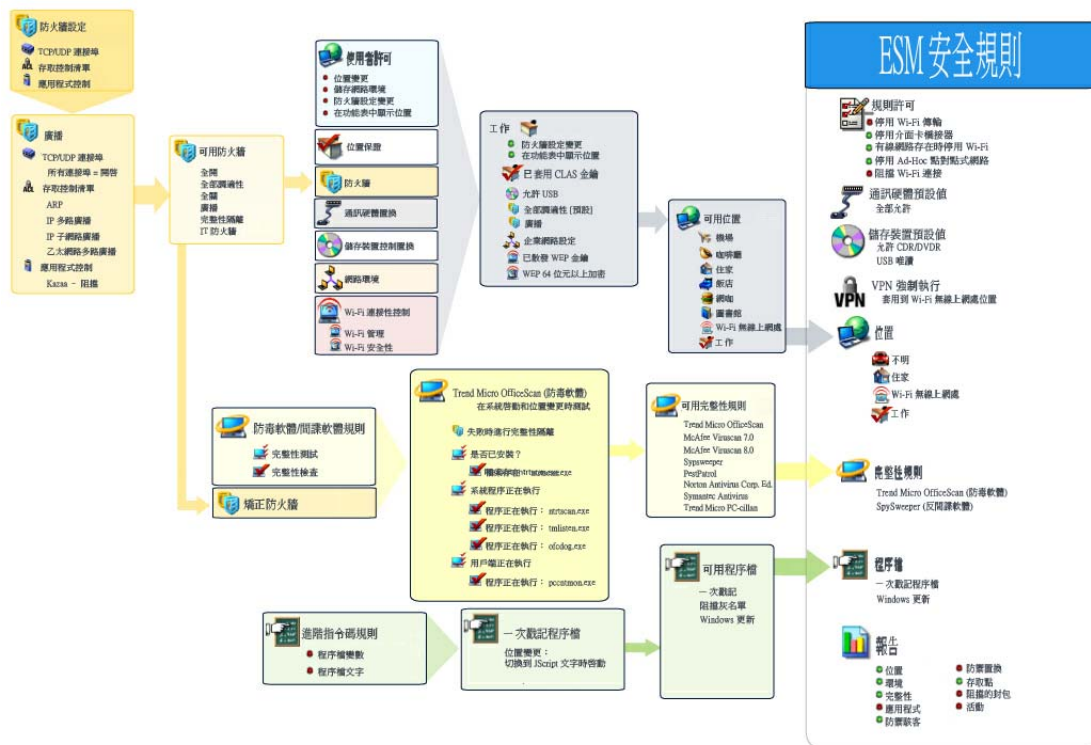 防火牆設定
TCP/UDP 連接埠
存取控制清單
應用程式控制
廣播
TCP/UDP 連接埠
所有連接埠 = 開啓
存取控制清單
ARP
IP 多路廣播
IP 子網路廣播
乙太網路多路廣播
應用程式控制
Kazaa - 阻擋
可用防火牆
全開
全部調適性
全關
廣播
完整性隔離
IT 防火牆
使用者許可
位置變更
儲存網路環境
防火牆設定變更
在功能表中顯示位置
位置保證
防火牆
通訊硬體置換
儲存裝置控制置換
網路環境
Wi-Fi 連接性控制
Wi-Fi 管理
Wi-Fi 安全性
工作
防火牆設定變更
在功能表中顯示位置
已套用 CLAS 金鑰
允許 USB
全部調適性 [預設]
廣播
企業網路設定
已散發 WEP 金鑰
WEP 64 位元以上加密
可用位置
機場
咖啡廳
住家
飯店
網咖
圖書館
Wi-Fi 無線上網處
工作
防毒軟體/間諜軟體規則
完整性測試
完整性檢查
矯正防火牆
Trend Micro OfficeScan (防毒軟體)
在系統啓動和位置變更時測試
失敗時進行完整性隔離
是否已安裝？
系統程序正在執行
程序正在執行： ntrtscan.exe
程序正在執行： tmlisten.exe
程序正在執行： ofcdog.exe
用戶端正在執行
程序正在執行： pccntmon.exe
可用完整性規則
Trend Micro OfficeScan
McAfee Viruscan 7.0
McAfee Viruscan 8.0
Sypsweeper
PestPatrol
Norton Antivirus Corp. Ed.
Symantec Antivirus
Trend Micro PC-cillan
進階指令碼規則
程序檔變數
程序檔文字
一次戳記程序檔
位置變更：
切換到 JScript 文字時啓動
可用程序檔
一次戳記
阻擋灰名單
Windows 更新
ESM 安全規則
規則許可
停用 Wi-Fi 傳輸
停用介面卡橋接器
有線網路存在時停用 Wi-Fi
停用 Ad-Hoc 點對點式網路
阻擋 Wi-Fi 連接
通訊硬體預設値
全部允許
儲存裝置預設値
允許 CDR/DVDR
USB 唯讀
VPN
VPN 強制執行
套用到 Wi-Fi 無線上網處位置
位置
不明
住家
Wi-Fi 無線上網處
工作
完整性規則
Trend Micro OfficeScan (防毒軟體)
SpySweeper (反間諜軟體)
程序檔
一次戳記程序檔
Windows 更新
報告
位置
環境
完整性
應用程式
防禦駭客
防禦置換
存取點
阻擋的封包
活動